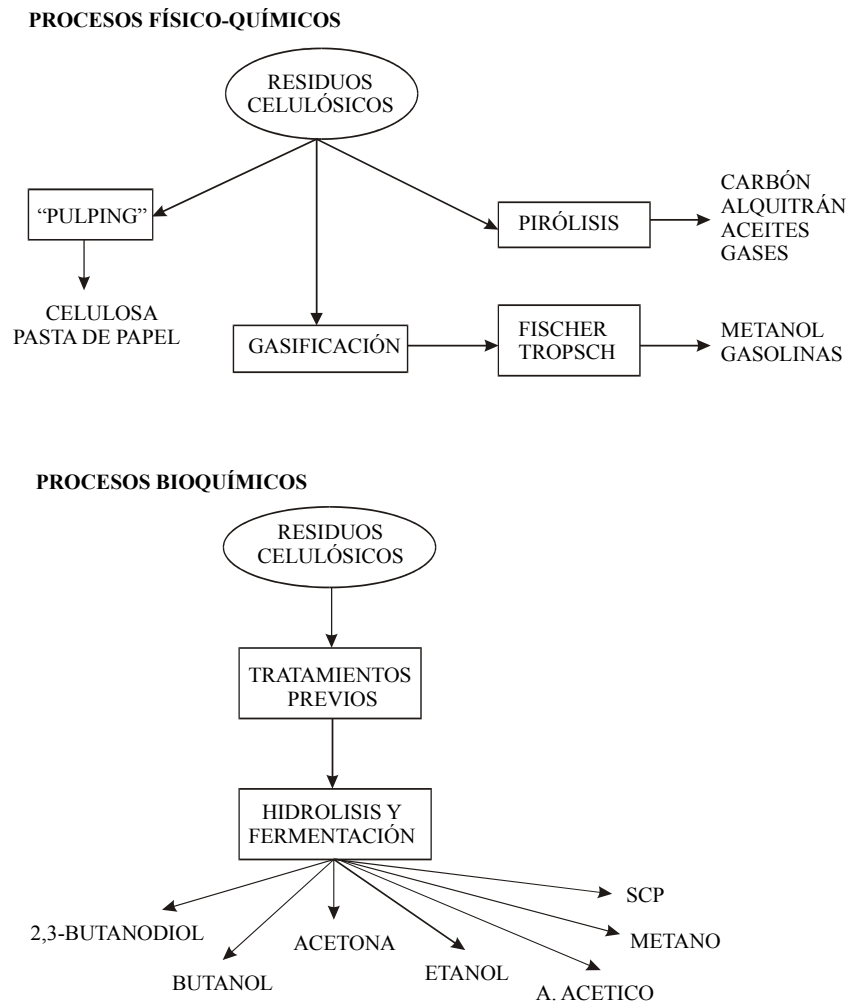 PROCESOS FÍSICO-QUÍMICOS
RESIDUOS
CELULÓSICOS
“PULPING”
CELULOSA
PASTA DE PAPEL
GASIFICACIÓN
PIRÓLISIS
CARBÓN
ALQUITRÁN
ACEITES
GASES
FISCHER
TROPSCH
METANOL
GASOLINAS
PROCESOS BIOQUÍMICOS
RESIDUOS
CELULÓSICOS
TRATAMIENTOS
PREVIOS
HIDROLISIS Y
FERMENTACIÓN
2,3-BUTANODIOL
BUTANOL
ACETONA
ETANOL
A. ACETICO
METANO
SCP